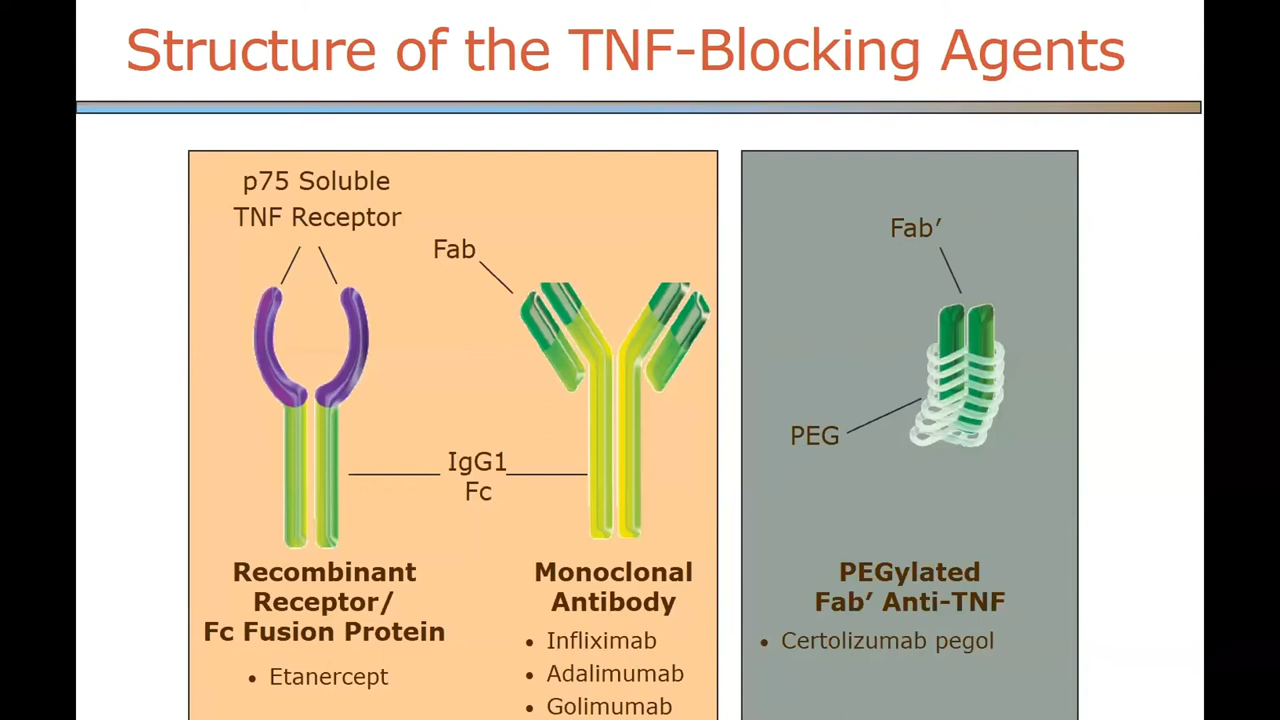 Structure of the TNF-Blocking Agents
p75 Soluble
TNF Receptor
Fab
IgG1
Fc
Recombinant
Receptor/
Fc Fusion Protein
• Etanercept
Monoclonal
Antibody
• Infliximab
• Adalimumab
• Golimumab
Fab′
PEG
PEGylated
Fab′ Anti-TNF
• Certolizumab pegol